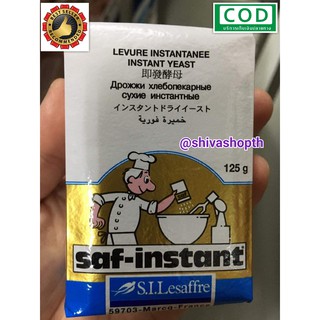 COD
LEVURE INSTANTANEE
INSTANT YEAST
即發酵母
Дрожжи хлебопекарные
сухие инстантные
インスタントドライイースト
خميرة فورية
@shivashopth
125 g
saf-instant
S.I.Lesaffre
59703-Marcq-France